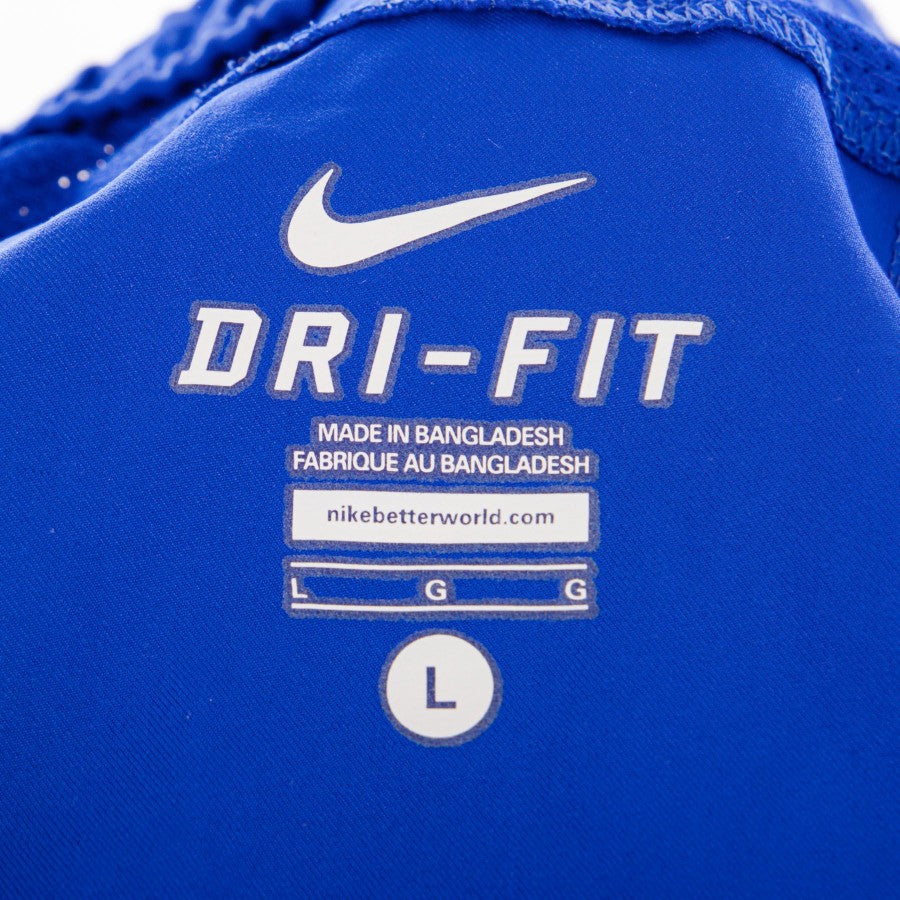 DRI-FIT
MADE IN BANGLADESH
FABRIQUE AU BANGLADESH
nikebetterworld.com
L G G
L